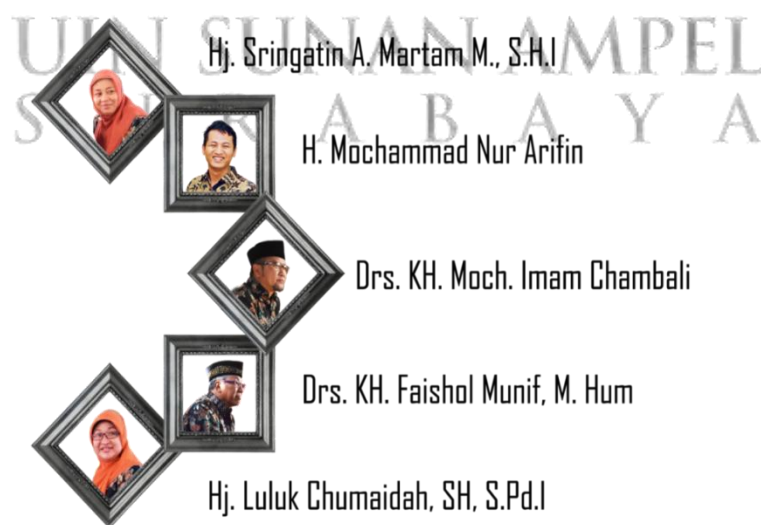 UIN SUNAN AMPEL
S U R A B A Y A
Hj. Sringatin A. Martam M., S.H.I
H. Mochammad Nur Arifin
Drs. KH. Moch. Imam Chambali
Drs. KH. Faishol Munif, M. Hum
Hj. Luluk Chumaidah, SH, S.Pd.I